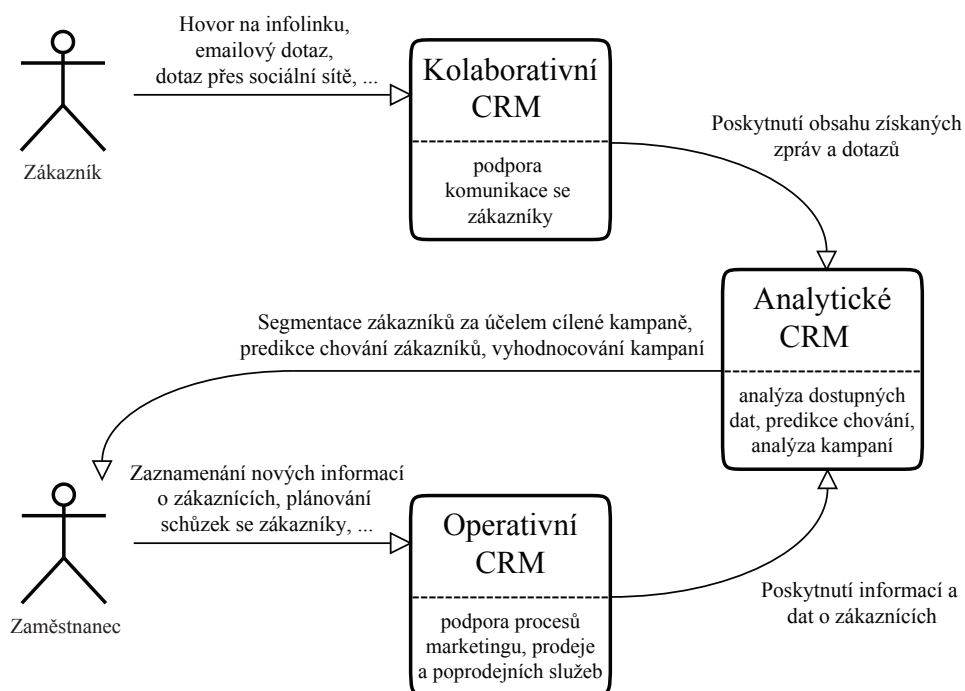 Hovor na infolinku,
emailový dotaz,
dotaz přes sociální sítě, ...
Zákazník
Kolaborativní
CRM
podpora
komunikace se
zákazníky
Poskytnutí obsahu získaných
zpráv a dotazů
Analytické
CRM
analýza dostupných
dat, predikce chování,
analýza kampaní
Segmentace zákazníků za účelem cílené kampaně,
predikce chování zákazníků, vyhodnocování kampaní
Zaznamenání nových informací
o zákaznících, plánování
schůzek se zákazníky, ...
Zaměstnanec
Operativní
CRM
podpora procesů
marketingu, prodeje
a poprodejních služeb
Poskytnutí informací a
dat o zákaznících